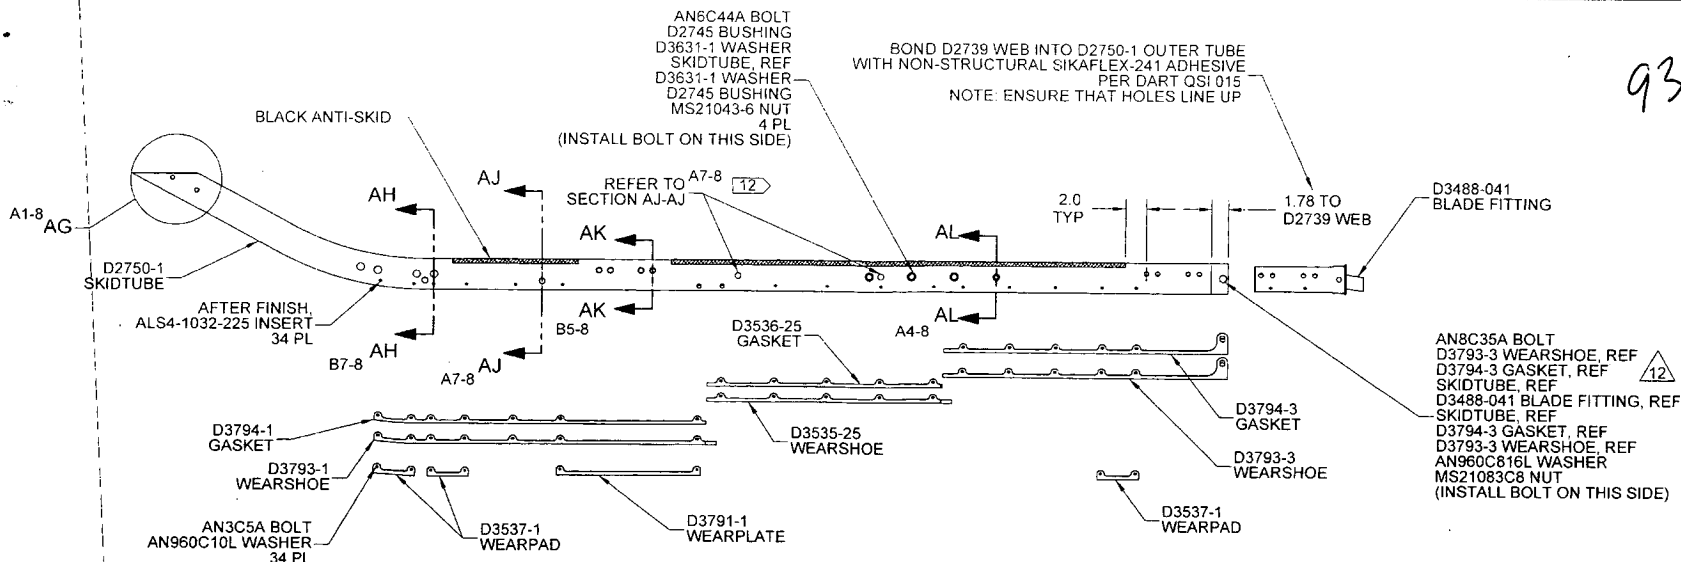 AN6C44A BOLT
D2745 BUSHING
D3631-1 WASHER
SKIDTUBE, REF
D3631-1 WASHER
D2745 BUSHING
MS21043-6 NUT
4 PL
(INSTALL BOLT ON THIS SIDE)
BOND D2739 WEB INTO D2750-1 OUTER TUBE
WITH NON-STRUCTURAL SIKAFLEX-241 ADHESIVE
PER DART QSI 015
NOTE: ENSURE THAT HOLES LINE UP
93
BLACK ANTI-SKID
A1-8 AG
AH
AJ
REFER TO
SECTION AJ-AJ
A7-8
12
AK
AL
2.0
TYP
1.78 TO
D2739 WEB
D3488-041
BLADE FITTING
D2750-1
SKIDTUBE
AFTER FINISH,
ALS4-1032-225 INSERT
34 PL
B7-8
AH
A7-8
AJ
B5-8
AK
A4-8
AL
D3536-25
GASKET
D3794-1
GASKET
D3793-1
WEARSHOE
AN3C5A BOLT
AN960C10L WASHER
34 PL
D3537-1
WEARPAD
D3791-1
WEARPLATE
D3535-25
WEARSHOE
D3794-3
GASKET
D3793-3
WEARSHOE
D3537-1
WEARPAD
AN8C35A BOLT
D3793-3 WEARSHOE, REF
D3794-3 GASKET, REF
SKIDTUBE, REF
D3488-041 BLADE FITTING, REF
SKIDTUBE, REF
D3794-3 GASKET, REF
D3793-3 WEARSHOE, REF
AN960C816L WASHER
MS21083C8 NUT
(INSTALL BOLT ON THIS SIDE)
12